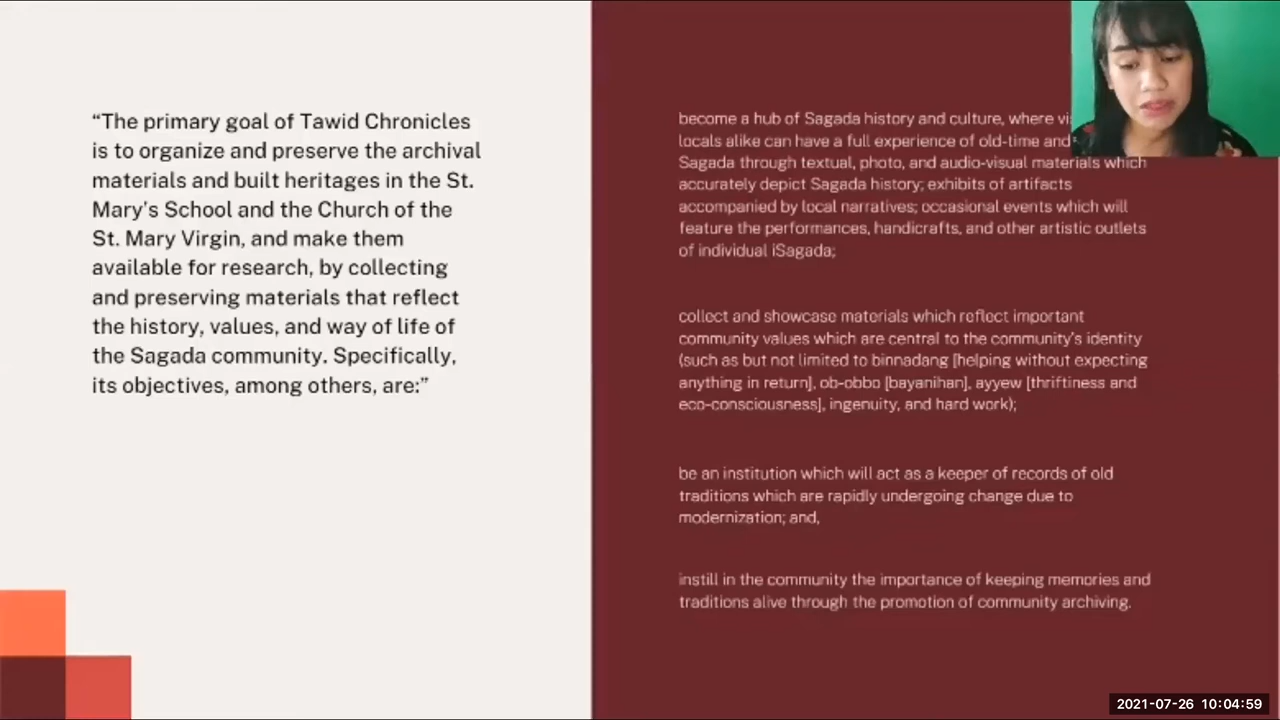 “The primary goal of Tawid Chronicles
is to organize and preserve the archival
materials and built heritages in the St.
Mary's School and the Church of the
St. Mary Virgin, and make them
available for research, by collecting
and preserving materials that reflect
the history, values, and way of life of
the Sagada community. Specifically,
its objectives, among others, are:”
become a hub of Sagada history and culture, where
locals alike can have a full experience of old-time and
Sagada through textual, photo, and audio-visual materials which
accurately depict Sagada history; exhibits of artifacts
accompanied by local narratives; occasional events which will
feature the performances, handicrafts, and other artistic outlets
of individual iSagada;
collect and showcase materials which reflect important
community values which are central to the community's identity
(such as but not limited to binnadang [helping without expecting
anything in return], ob-obbo [bayanihan], ayyew [thriftiness and
eco-consciousness], ingenuity, and hard work);
be an institution which will act as a keeper of records of old
traditions which are rapidly undergoing change due to
modernization; and,
instill in the community the importance of keeping memories and
traditions alive through the promotion of community archiving.
2021-07-26 10:04:59